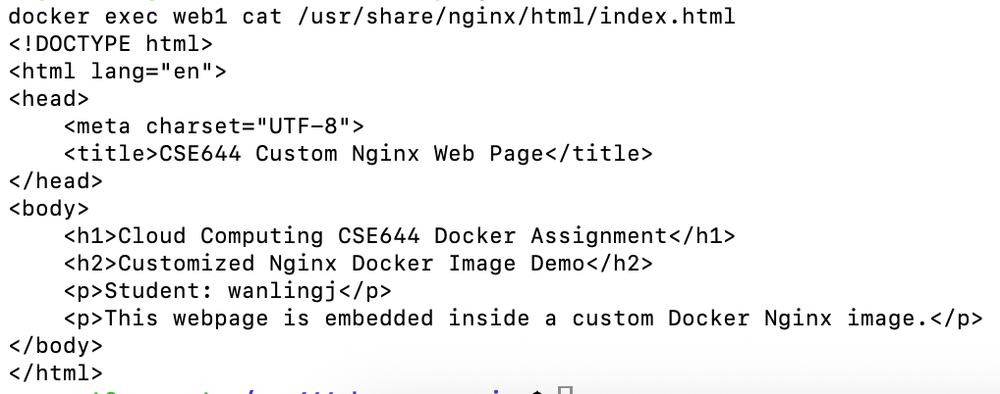 docker exec web1 cat /usr/share/nginx/html/index.html
<!DOCTYPE html>
<html lang="en">
<head>
    <meta charset="UTF-8">
    <title>CSE644 Custom Nginx Web Page</title>
</head>
<body>
    <h1>Cloud Computing CSE644 Docker Assignment</h1>
    <h2>Customized Nginx Docker Image Demo</h2>
    <p>Student: wanlingj</p>
    <p>This webpage is embedded inside a custom Docker Nginx image.</p>
</body>
</html>